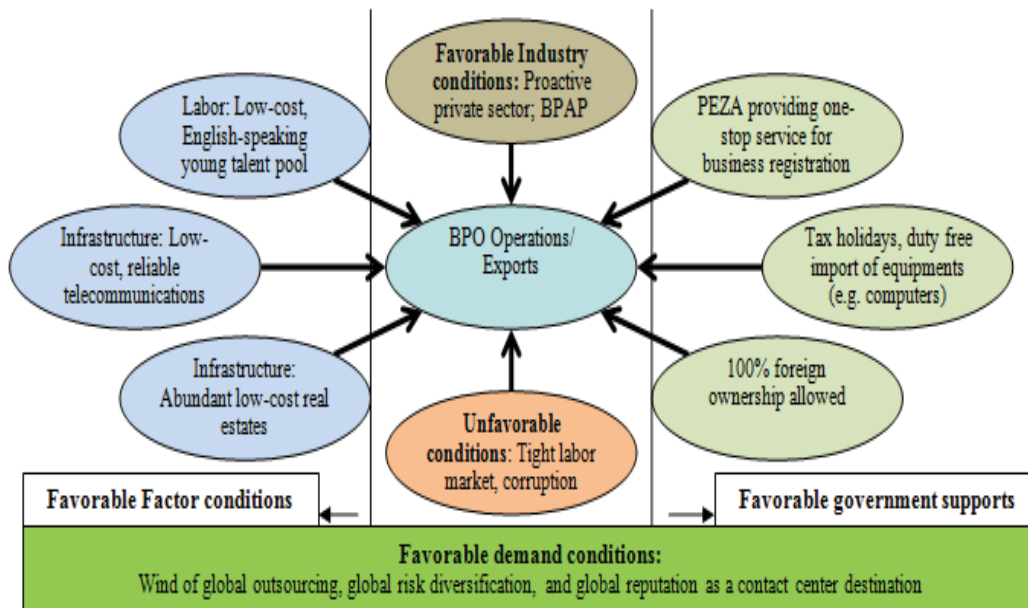 Favorable Industry
conditions: Proactive
private sector; BPAP
Labor: Low-cost,
English-speaking
young talent pool
PEZA providing one-
stop service for
business registration
Infrastructure: Low-
cost, reliable
telecommunications
BPO Operations/
Exports
Tax holidays, duty free
import of equipments
(e.g. computers)
Infrastructure:
Abundant low-cost real
estates
100% foreign
ownership allowed
Unfavorable
conditions: Tight labor
market, corruption
Favorable Factor conditions
Favorable government supports
Favorable demand conditions:
Wind of global outsourcing, global risk diversification, and global reputation as a contact center destination